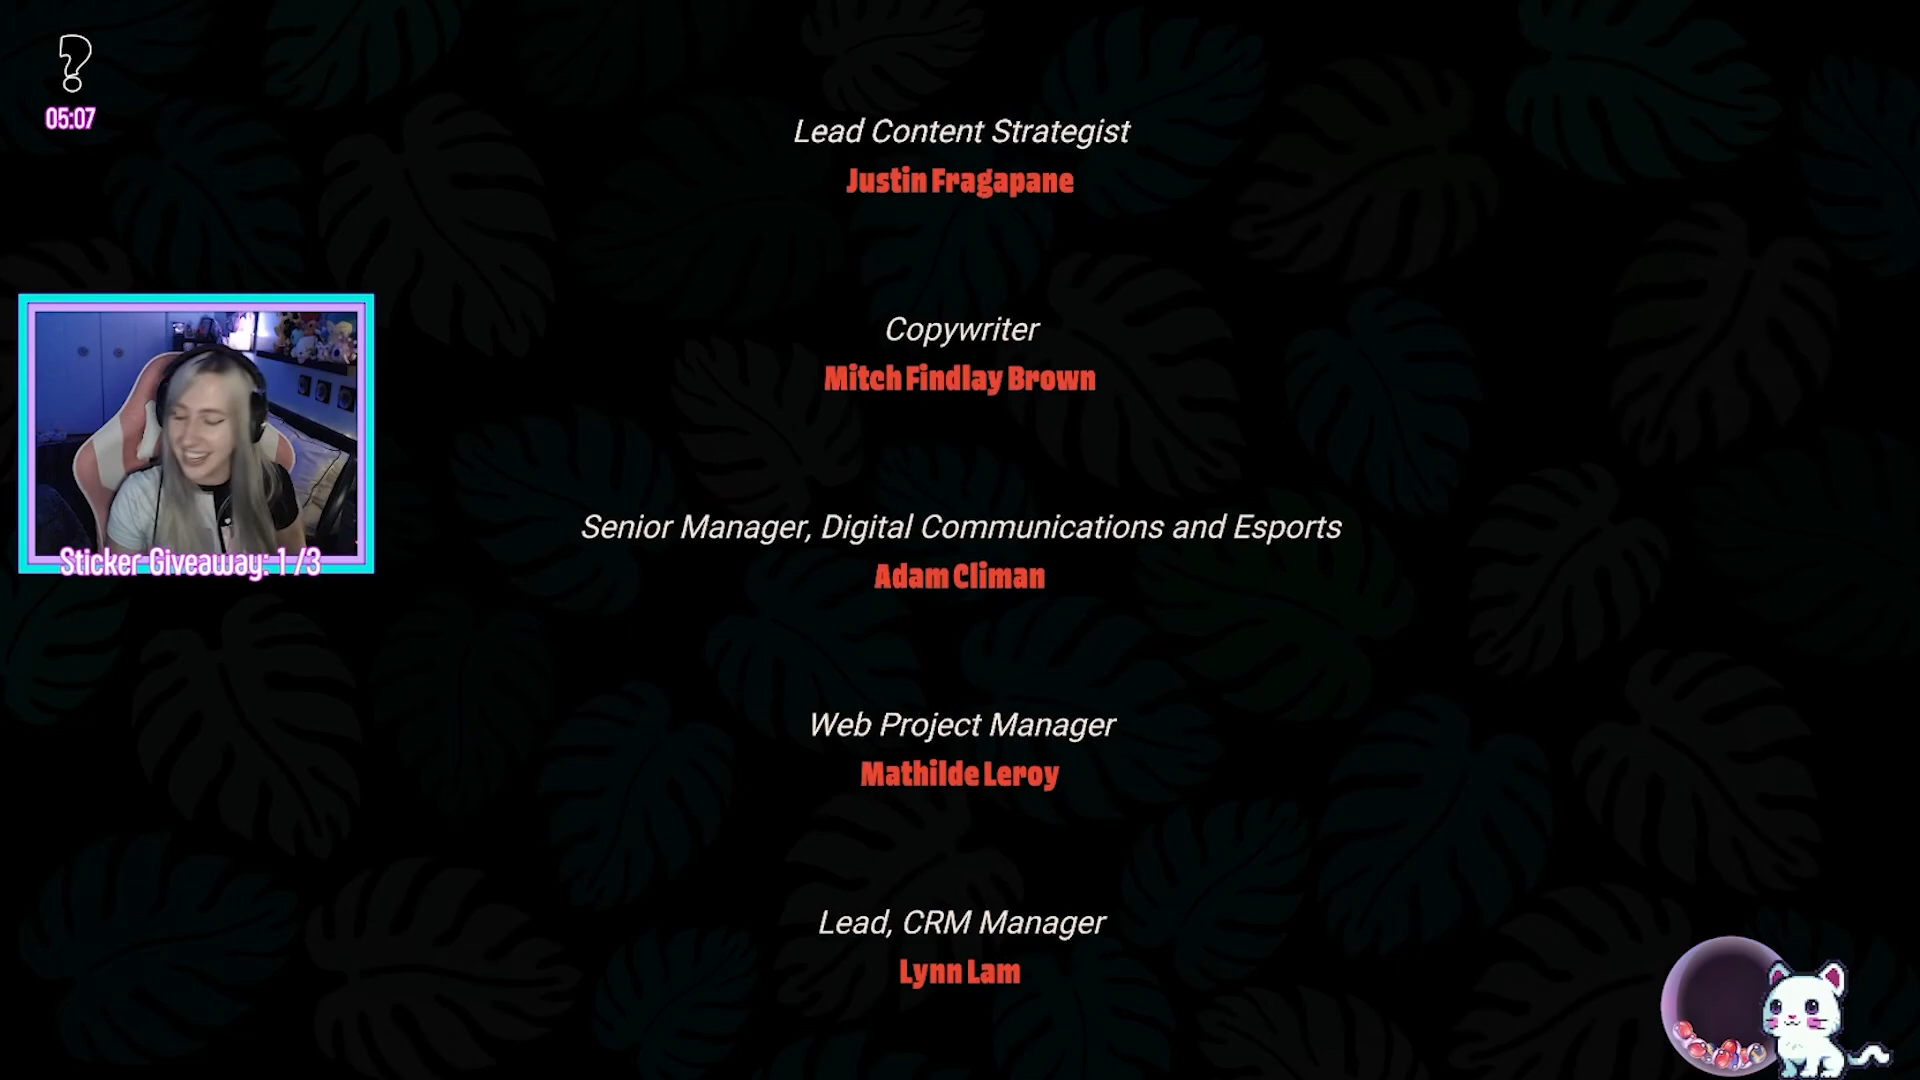 ?
05:07
Lead Content Strategist
Justin Fragapane
Copywriter
Mitch Findlay Brown
Senior Manager, Digital Communications and Esports
Adam Climan
Sticker Giveaway: 1/3
Web Project Manager
Mathilde Leroy
Lead, CRM Manager
Lynn Lam